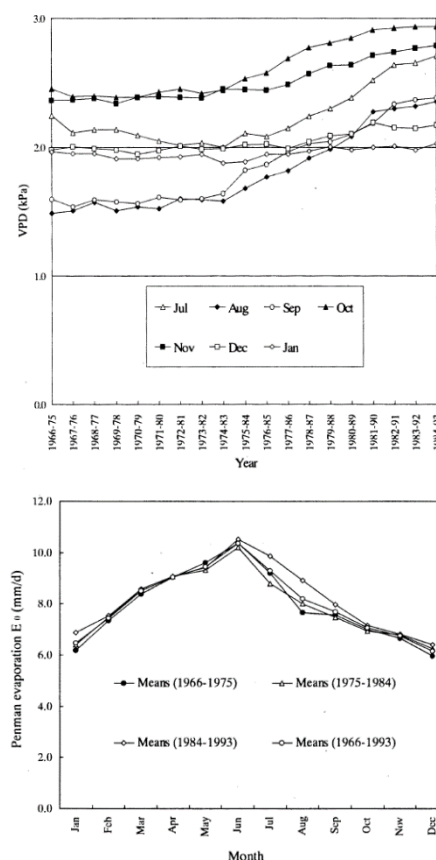 3.0
2.0
1.0
0.0
VPD (kPa)
Jul Aug Sep Oct
Nov Dec Jan
1966-75
1967-76
1968-77
1969-78
1970-79
1971-80
1972-81
1973-82
1974-83
1975-84
1976-85
1977-86
1978-87
1979-88
1980-89
1981-90
1982-91
1983-92
Year
12.0
10.0
8.0
6.0
4.0
2.0
0.0
Penman evaporation E 0 (mm/d)
Means (1966-1975) Means (1975-1984)
Means (1984-1993) Means (1966-1993)
Jan
Feb
Mar
Apr
May
Jun
Jul
Aug
Sep
Oct
Nov
Dec
Month